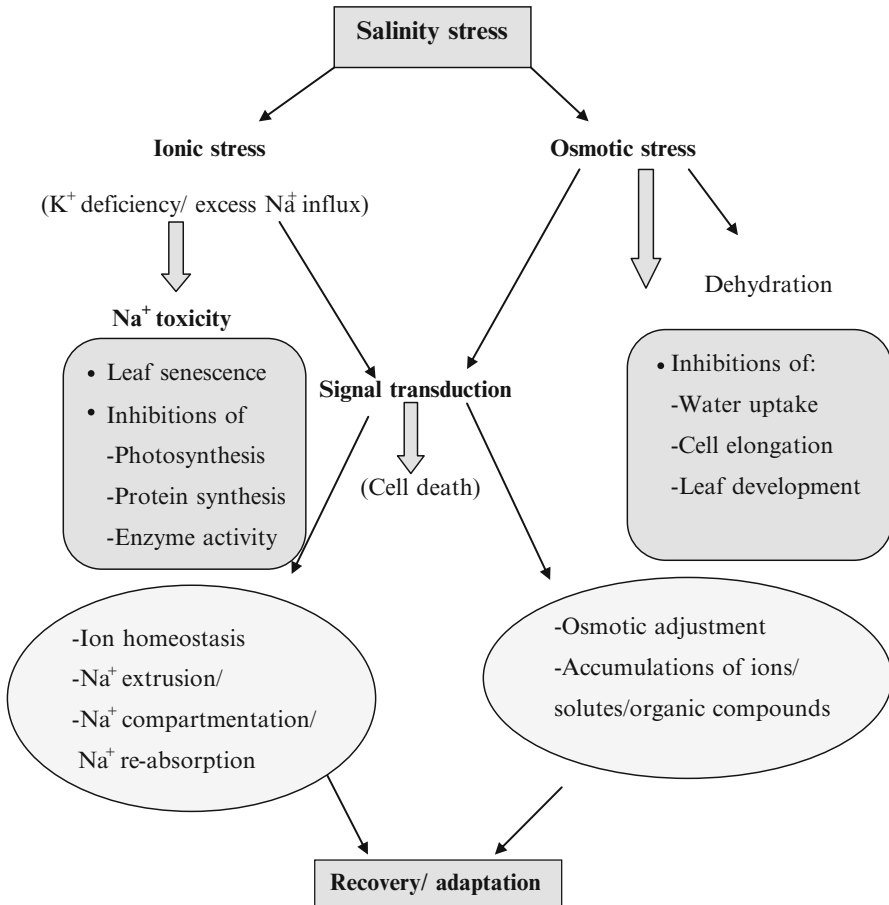 Salinity stress
Ionic stress
Osmotic stress
(K⁺ deficiency/ excess Na⁺ influx)
Dehydration
Na⁺ toxicity
• Leaf senescence
• Inhibitions of
-Photosynthesis
-Protein synthesis
-Enzyme activity
Signal transduction
(Cell death)
• Inhibitions of:
-Water uptake
-Cell elongation
-Leaf development
-Ion homeostasis
-Na⁺ extrusion/
-Na⁺ compartmentation/
Na⁺ re-absorption
-Osmotic adjustment
-Accumulations of ions/
solutes/organic compounds
Recovery/ adaptation